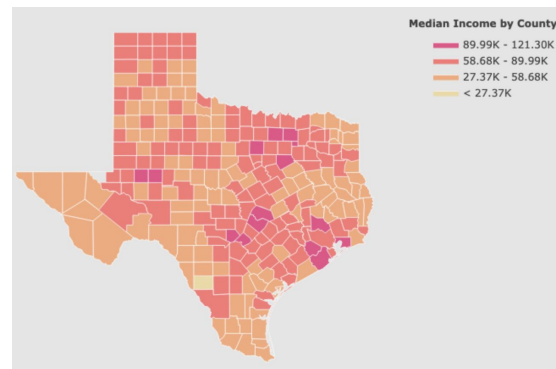 Median Income by County
89.99K - 121.30K
58.68K - 89.99K
27.37K - 58.68K
< 27.37K